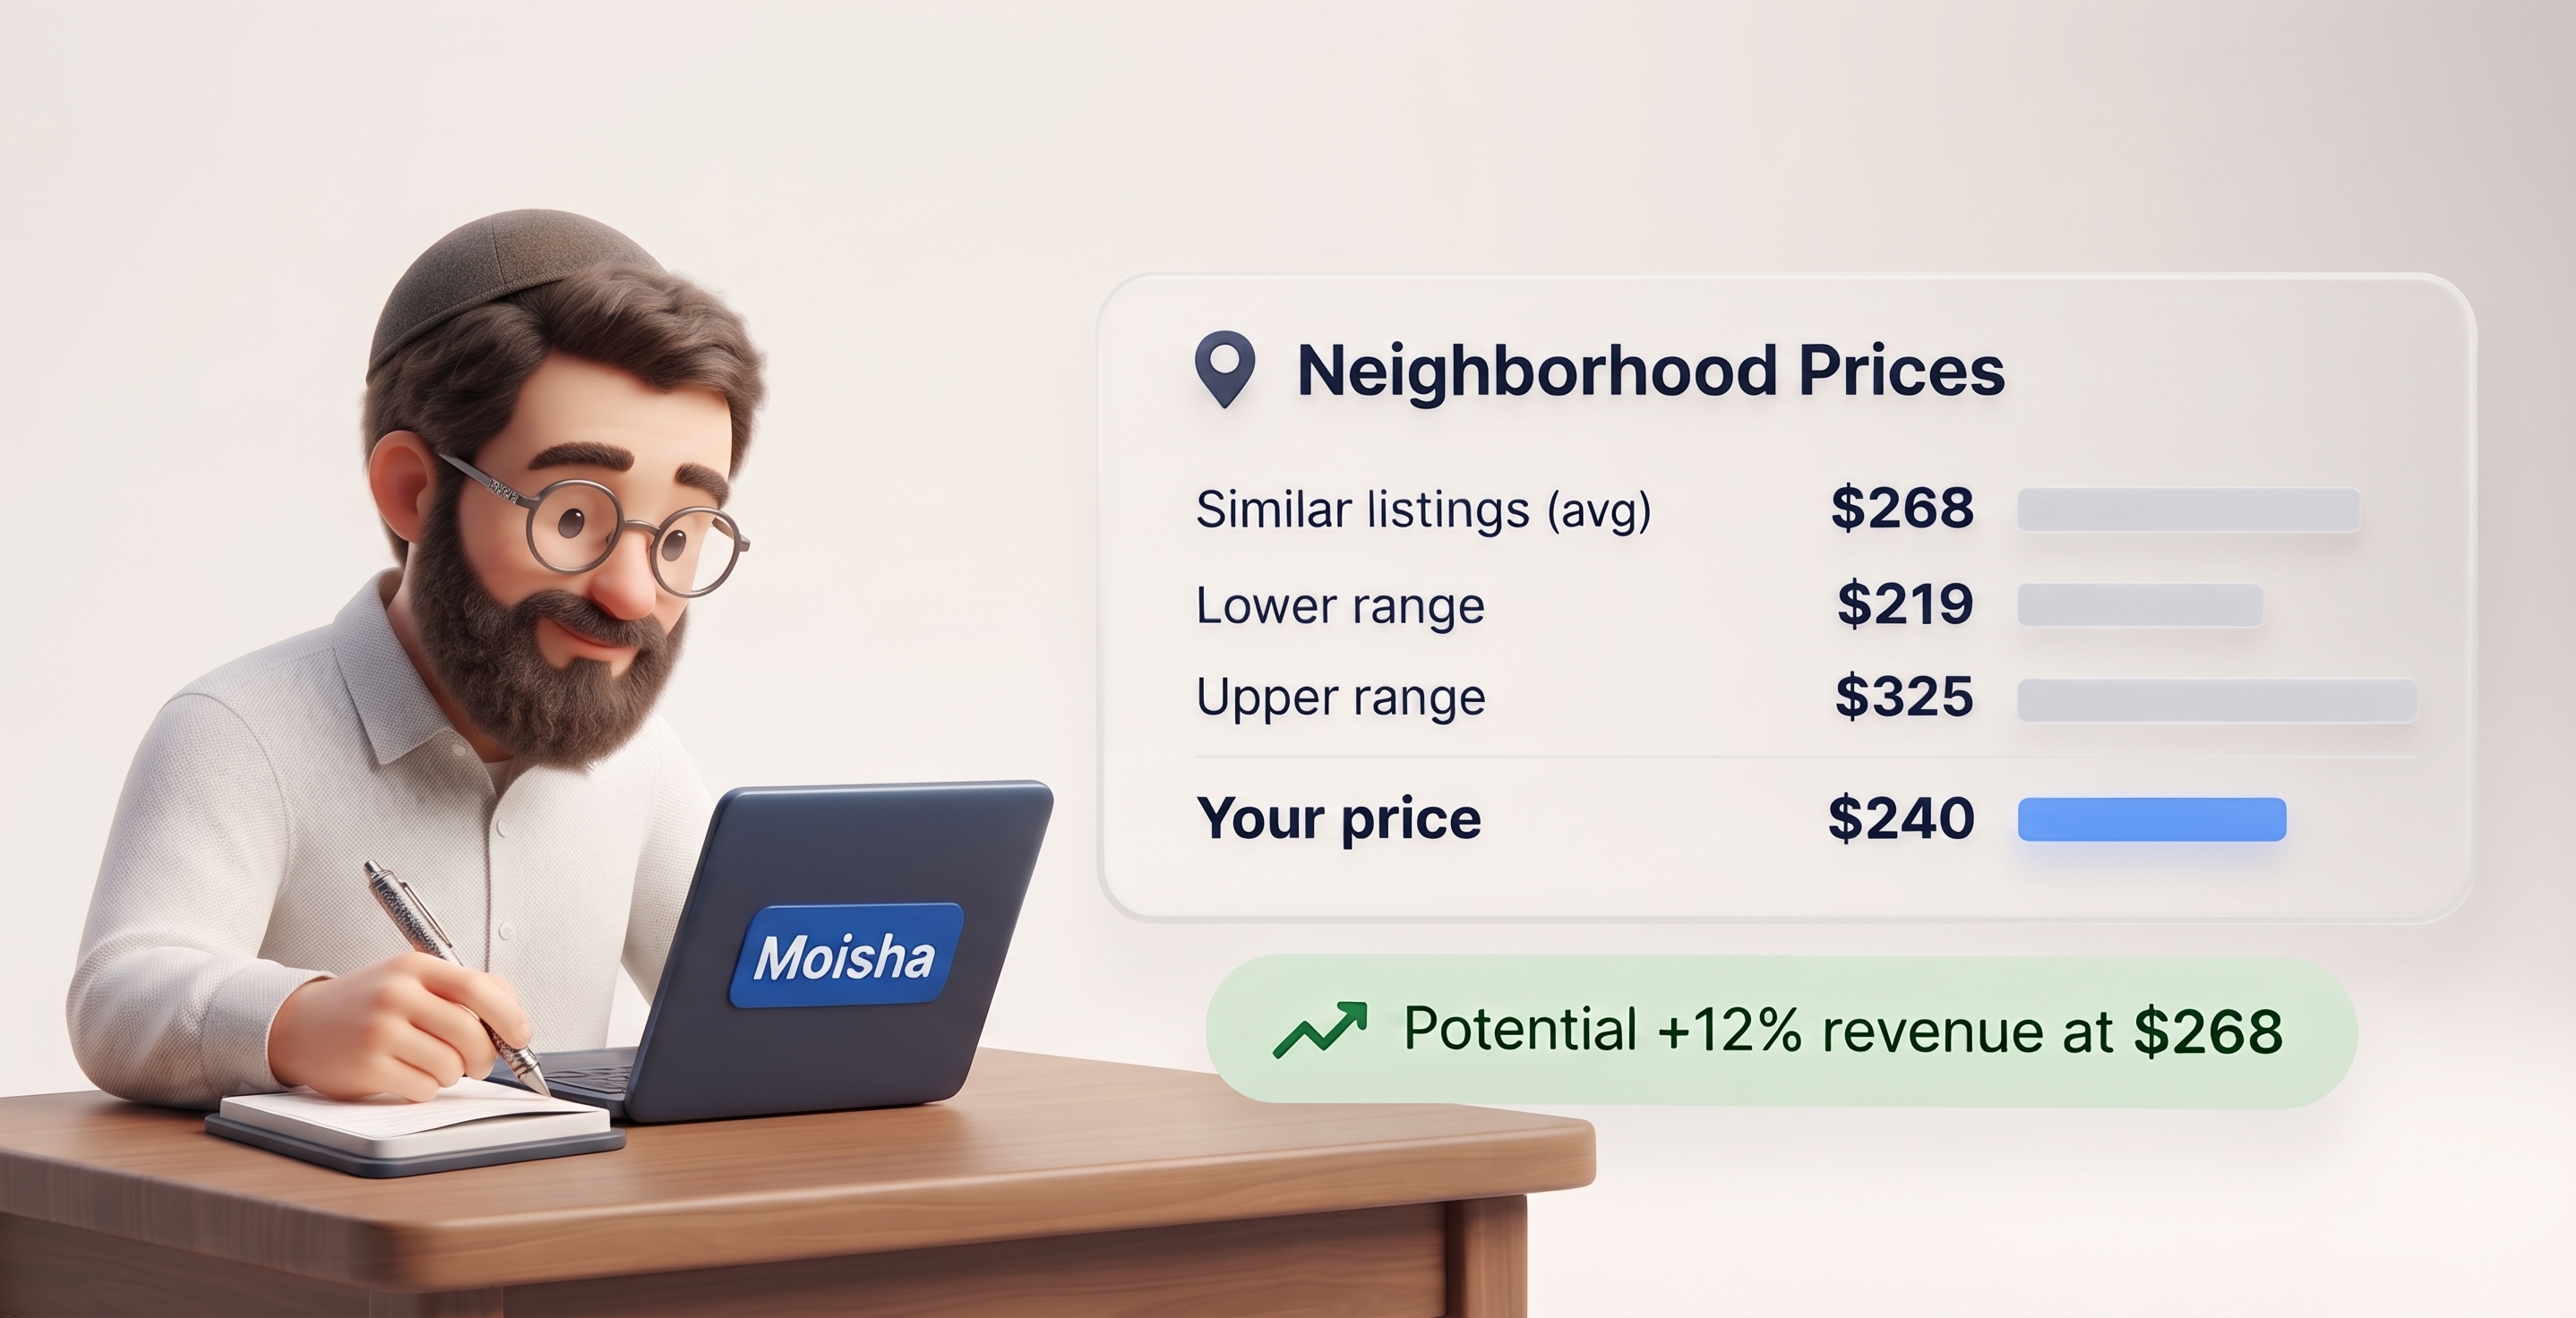 Neighborhood Prices
Similar listings (avg) $268
Lower range $219
Upper range $325
Your price $240
Moisha
Potential +12% revenue at $268